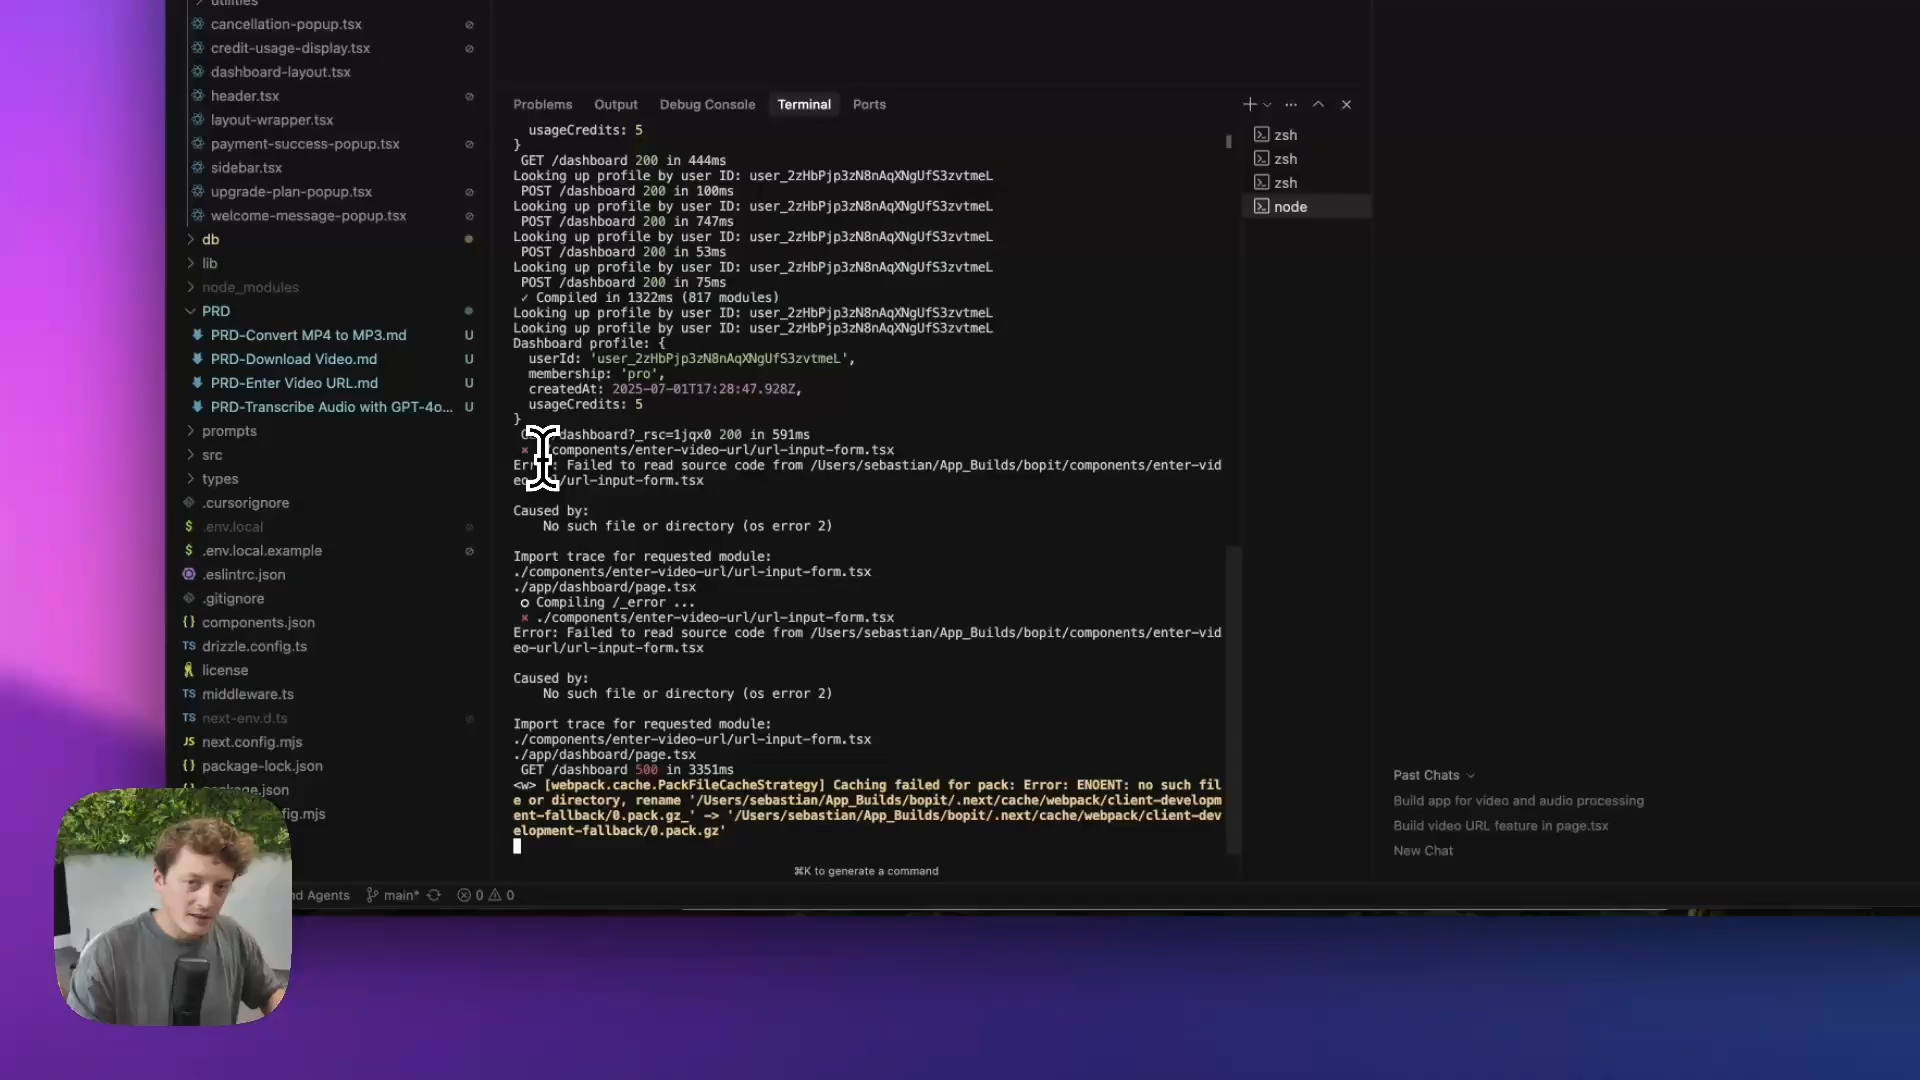 utilities
cancellation-popup.tsx
credit-usage-display.tsx
dashboard-layout.tsx
header.tsx
layout-wrapper.tsx
payment-success-popup.tsx
sidebar.tsx
upgrade-plan-popup.tsx
welcome-message-popup.tsx
db
lib
node_modules
PRD
PRD-Convert MP4 to MP3.md U
PRD-Download Video.md U
PRD-Enter Video URL.md U
PRD-Transcribe Audio with GPT-4o... U
prompts
src
types
.cursorignore
$ .env.local
$ .env.local.example
.eslintrc.json
.gitignore
{} components.json
TS drizzle.config.ts
license
TS middleware.ts
TS next-env.d.ts
JS next.config.mjs
{} package-lock.json
package.json
fig.mjs
nd Agents main* 0 0
Problems Output Debug Console Terminal Ports
usageCredits: 5
}
GET /dashboard 200 in 444ms
Looking up profile by user ID: user_2zHbPjp3zN8nAqXNgUfS3zvtmeL
POST /dashboard 200 in 100ms
Looking up profile by user ID: user_2zHbPjp3zN8nAqXNgUfS3zvtmeL
POST /dashboard 200 in 747ms
Looking up profile by user ID: user_2zHbPjp3zN8nAqXNgUfS3zvtmeL
POST /dashboard 200 in 53ms
Looking up profile by user ID: user_2zHbPjp3zN8nAqXNgUfS3zvtmeL
POST /dashboard 200 in 75ms
✓ Compiled in 1322ms (817 modules)
Looking up profile by user ID: user_2zHbPjp3zN8nAqXNgUfS3zvtmeL
Looking up profile by user ID: user_2zHbPjp3zN8nAqXNgUfS3zvtmeL
Dashboard profile: {
userId: 'user_2zHbPjp3zN8nAqXNgUfS3zvtmeL',
membership: 'pro',
createdAt: 2025-07-01T17:28:47.928Z,
usageCredits: 5
}
dashboard?_rsc=1jqx0 200 in 591ms
× components/enter-video-url/url-input-form.tsx
Failed to read source code from /Users/sebastian/App_Builds/bopit/components/enter-vid
/url-input-form.tsx
Caused by:
No such file or directory (os error 2)
Import trace for requested module:
./components/enter-video-url/url-input-form.tsx
./app/dashboard/page.tsx
○ Compiling /_error ...
× ./components/enter-video-url/url-input-form.tsx
Error: Failed to read source code from /Users/sebastian/App_Builds/bopit/components/enter-vid
eo-url/url-input-form.tsx
Caused by:
No such file or directory (os error 2)
Import trace for requested module:
./components/enter-video-url/url-input-form.tsx
./app/dashboard/page.tsx
GET /dashboard 500 in 3351ms
<w> [webpack.cache.PackFileCacheStrategy] Caching failed for pack: Error: ENOENT: no such fil
e or directory, rename '/Users/sebastian/App_Builds/bopit/.next/cache/webpack/client-developm
ent-fallback/0.pack.gz_' -> '/Users/sebastian/App_Builds/bopit/.next/cache/webpack/client-dev
elopment-fallback/0.pack.gz'
⌘K to generate a command
zsh
zsh
zsh
node
Past Chats
Build app for video and audio processing
Build video URL feature in page.tsx
New Chat